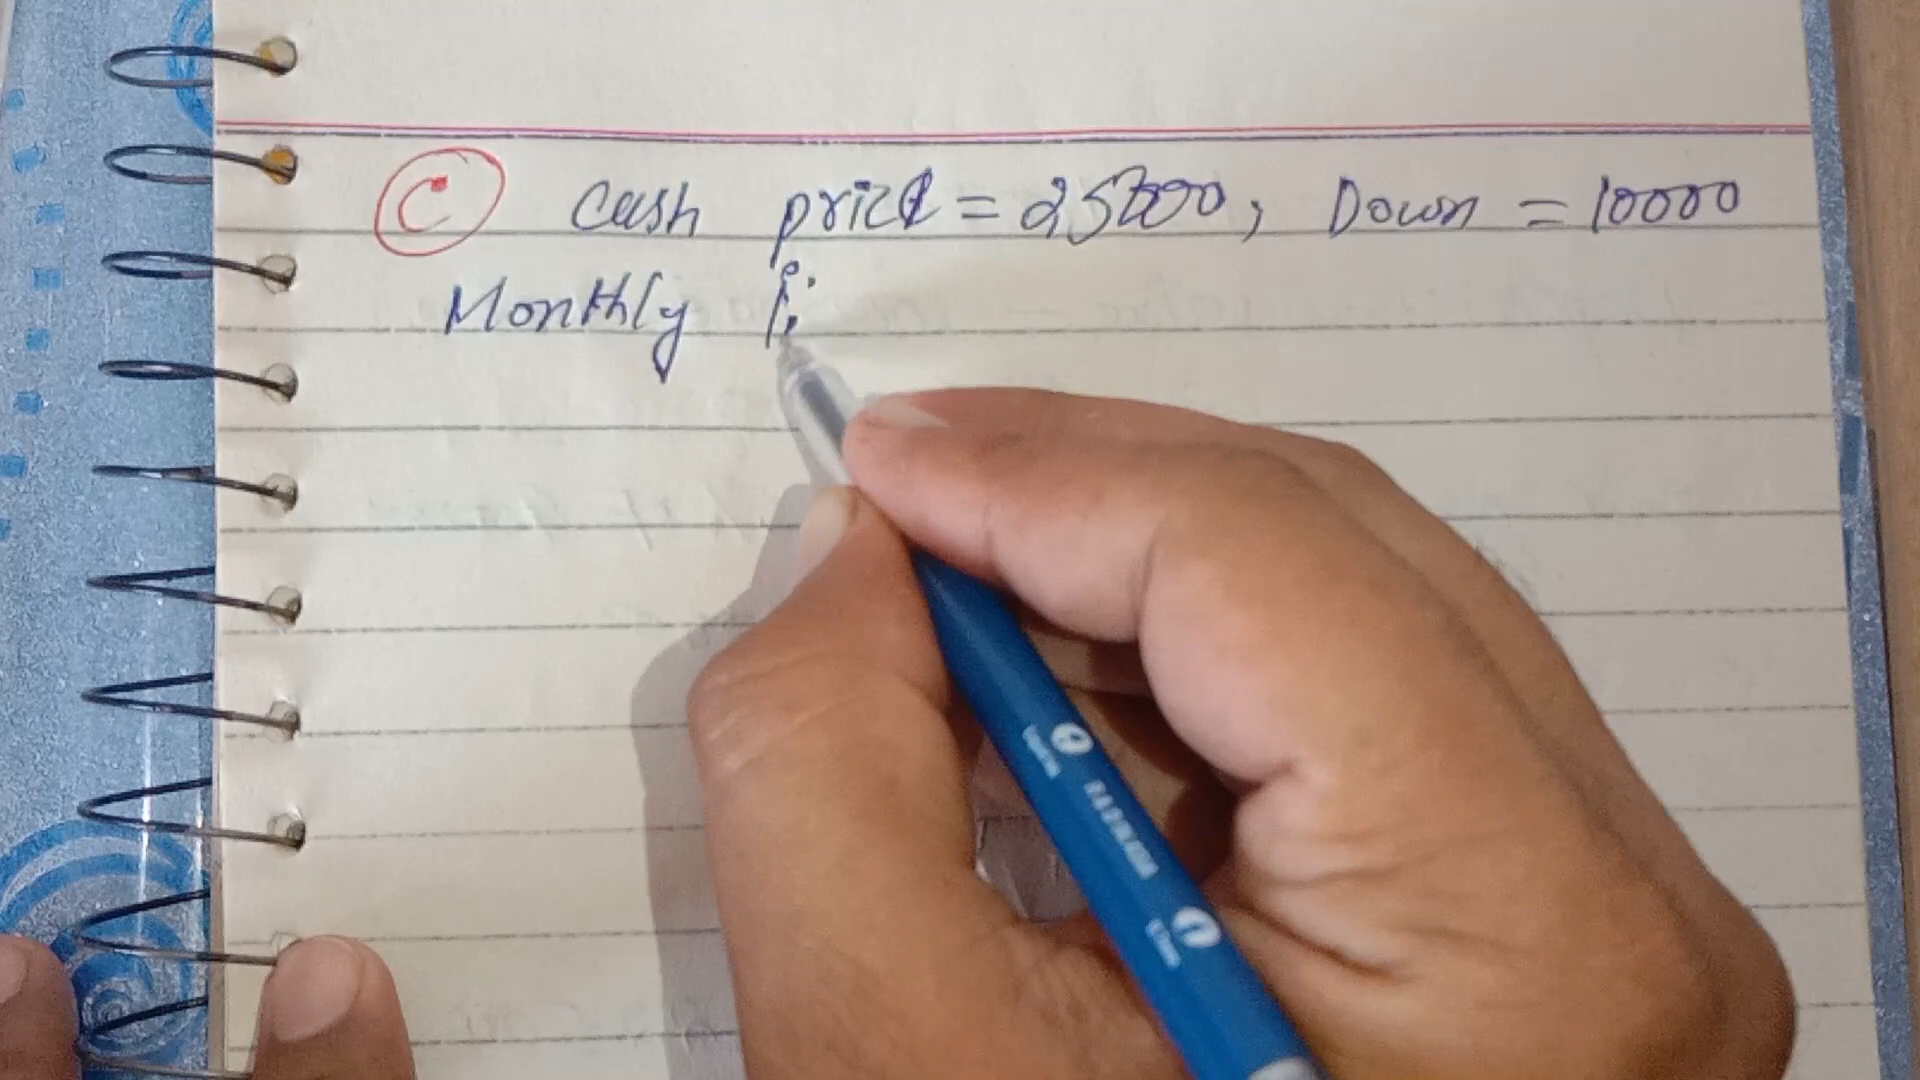 C Cash price = 25000, Down = 10000
Monthly